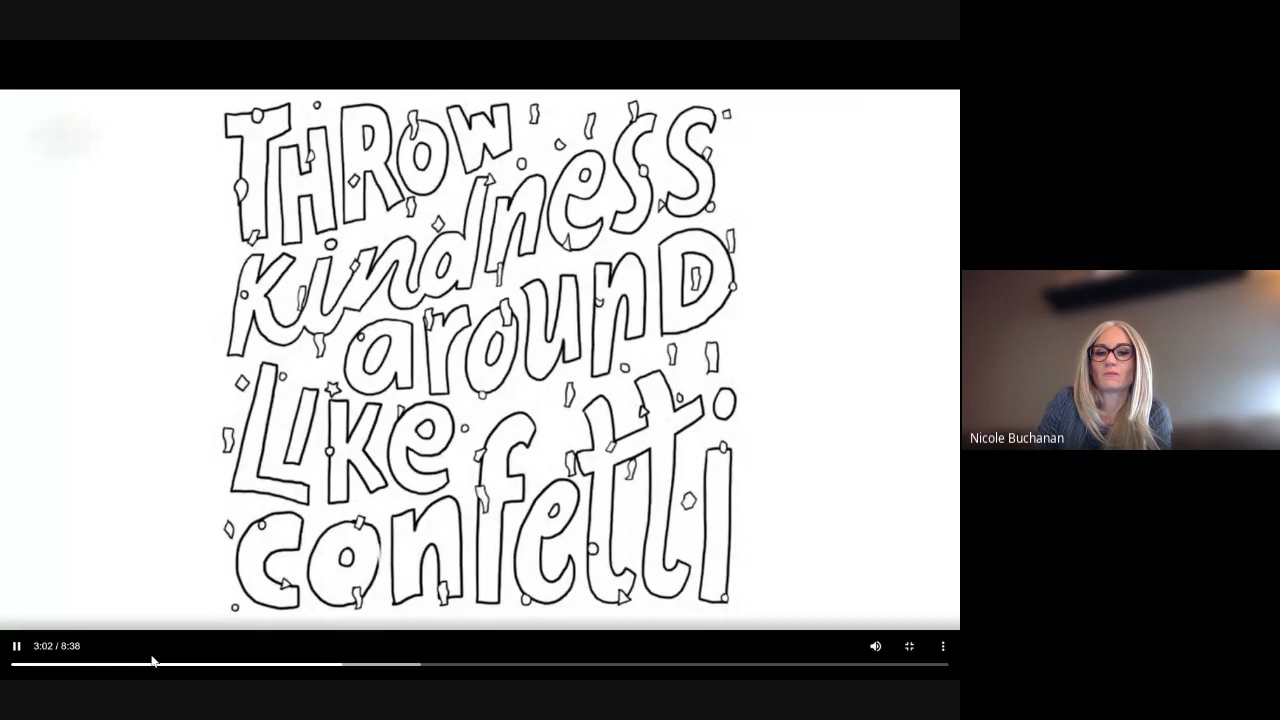 THROW
kindness
arounD
LiKe
confetti
3:02 / 8:38
Nicole Buchanan